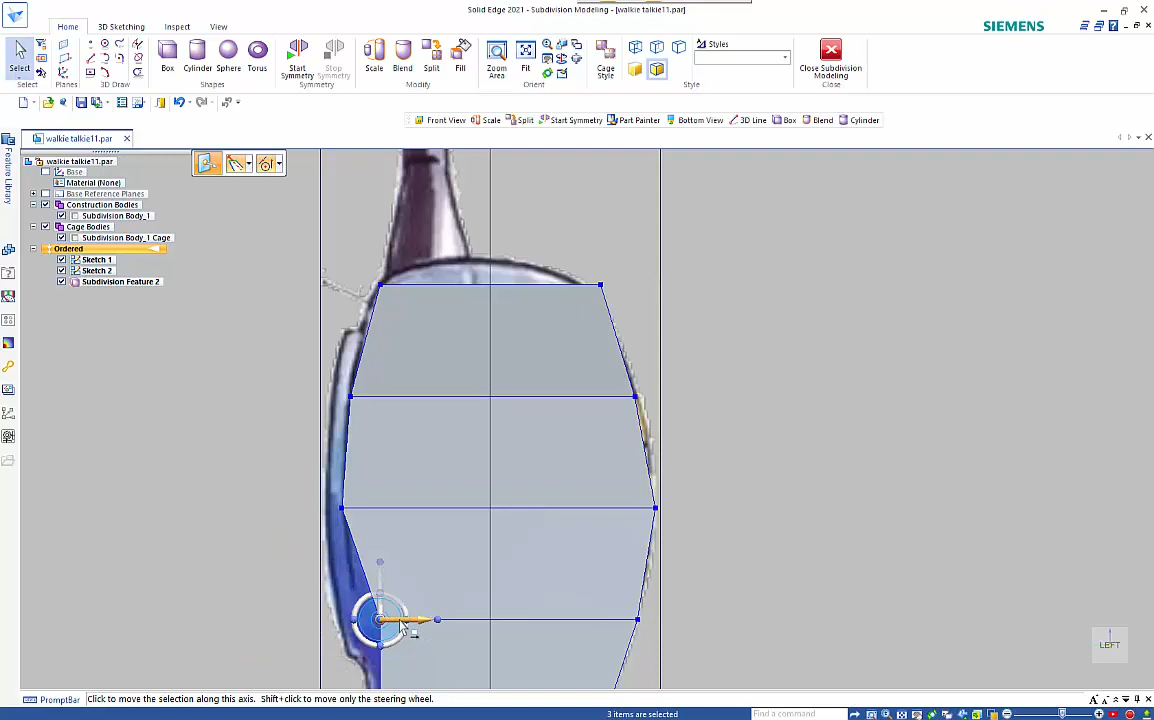 Solid Edge 2021 - Subdivision Modeling - [walkie talkie11.par]
Home 3D Sketching Inspect View
SIEMENS
Select Box Cylinder Sphere Torus Start Symmetry Stop Symmetry Scale Blend Split Fill Zoom Area Fit Cage Style Styles Close Subdivision Modeling
Select Planes 3D Draw Shapes Symmetry Modify Orient Style Close
Front View Scale Split Start Symmetry Part Painter Bottom View 3D Line Box Blend Cylinder
walkie talkie11.par
Feature Library
walkie talkie11.par
Base
Material (None)
Base Reference Planes
Construction Bodies
Subdivision Body_1
Cage Bodies
Subdivision Body_1 Cage
Ordered
Sketch 1
Sketch 2
Subdivision Feature 2
LEFT
PromptBar Click to move the selection along this axis. Shift+click to move only the steering wheel.
3 items are selected Find a command